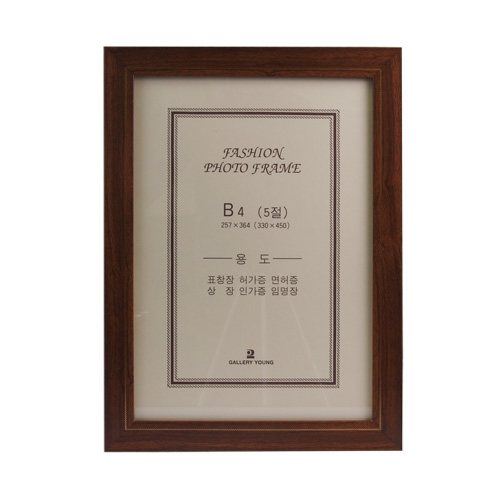 FASHION
PHOTO FRAME
B4 (5절)
257×364 (330×450)
용 도
표창장 허가증 면허증
상 장 인가증 임명장
2
GALLERY YOUNG